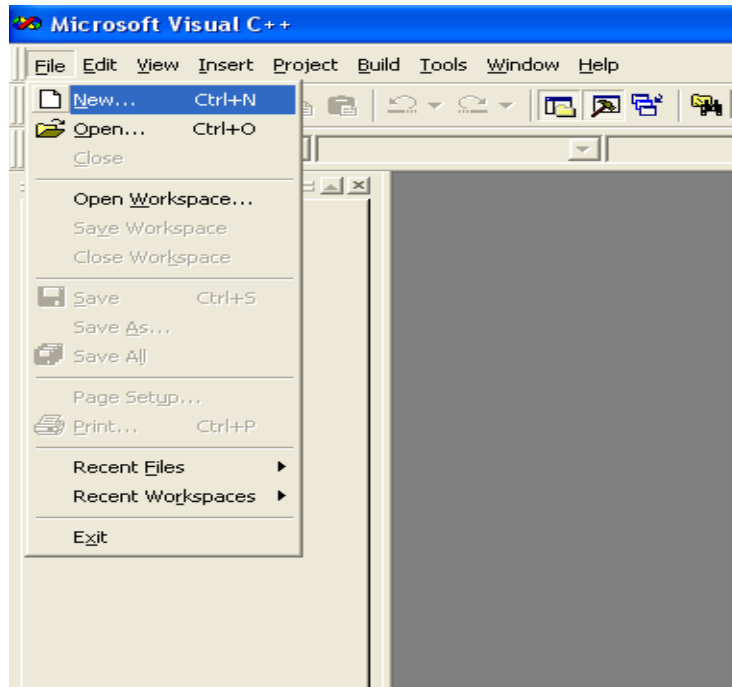 Microsoft Visual C++
File Edit View Insert Project Build Tools Window Help
New... Ctrl+N
Open... Ctrl+O
Close
Open Workspace...
Save Workspace
Close Workspace
Save Ctrl+S
Save As...
Save All
Page Setup...
Print... Ctrl+P
Recent Files
Recent Workspaces
Exit